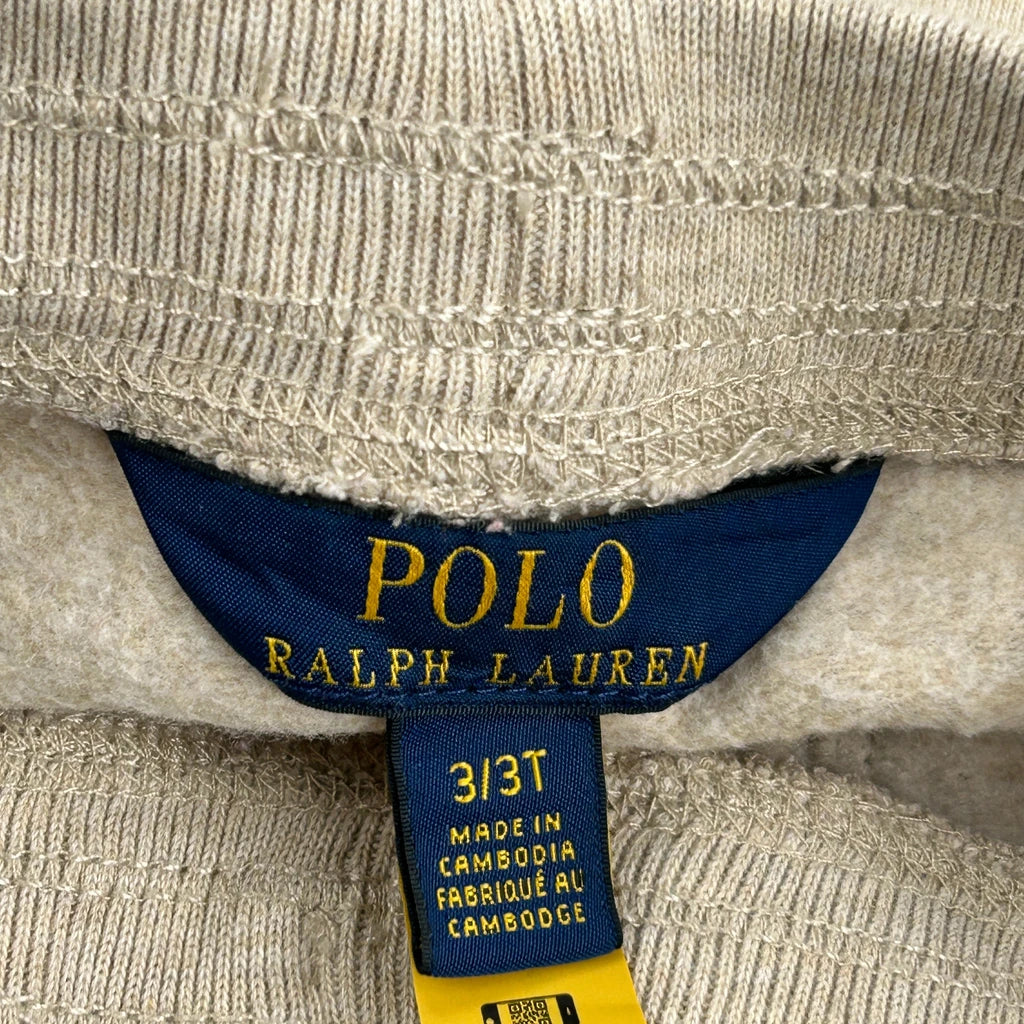 POLO
RALPH LAUREN
3/3T
MADE IN
CAMBODIA
FABRIQUÉ AU
CAMBODGE